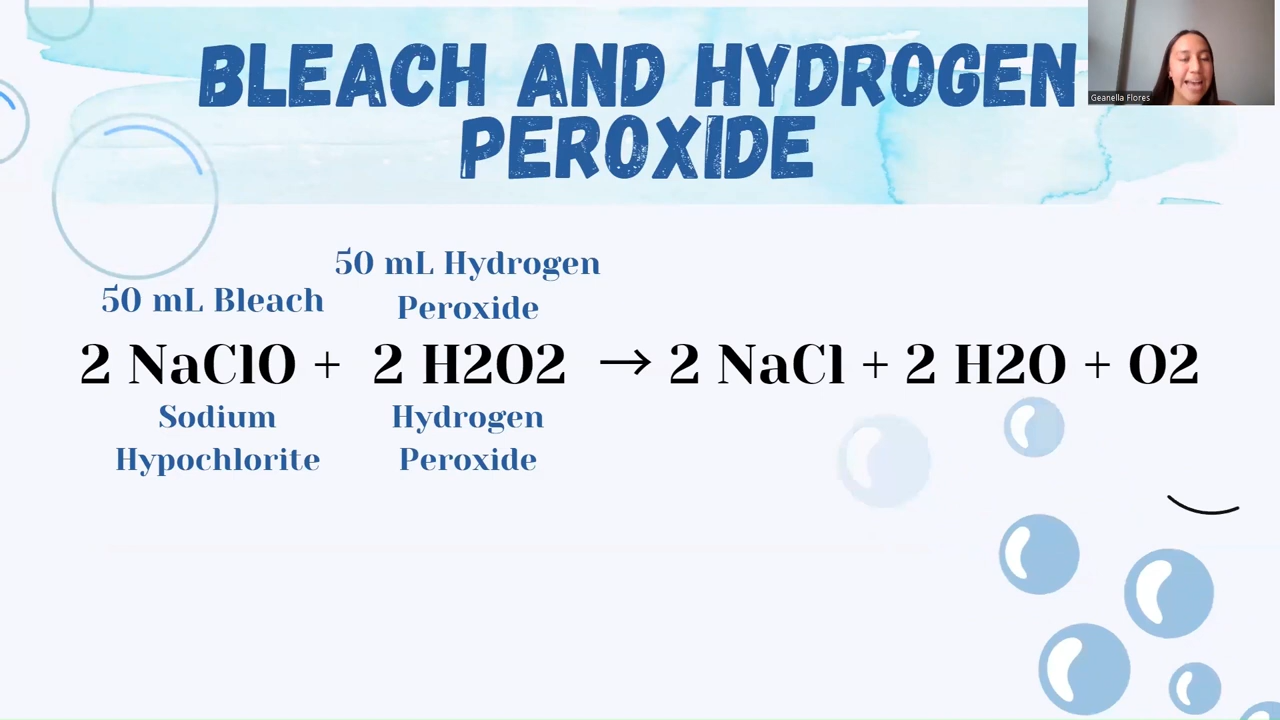 BLEACH AND HYDROGEN
PEROXIDE
Geanella Flores
50 mL Bleach
50 mL Hydrogen
Peroxide
2 NaClO + 2 H2O2 → 2 NaCl + 2 H2O + O2
Sodium
Hypochlorite
Hydrogen
Peroxide